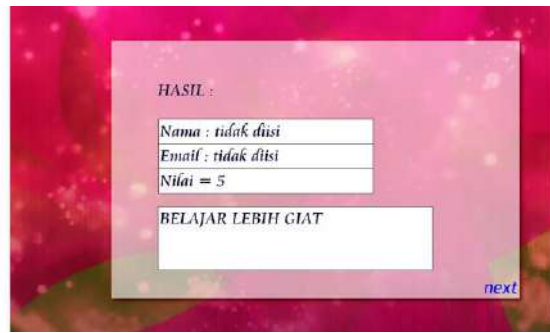 HASIL :
Nama : tidak diisi
Email : tidak diisi
Nilai = 5
BELAJAR LEBIH GIAT
next